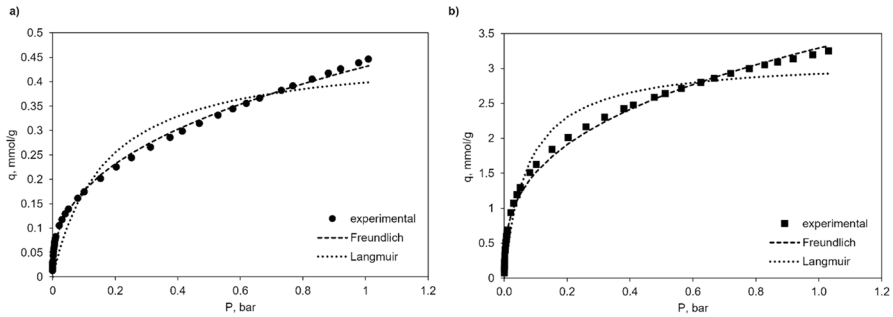 a)
q, mmol/g
0.5
0.45
0.4
0.35
0.3
0.25
0.2
0.15
0.1
0.05
0
0 0.2 0.4 0.6 0.8 1 1.2
P, bar
experimental
Freundlich
Langmuir
b)
q, mmol/g
4
3.5
3
2.5
2
1.5
1
0.5
0
0.0 0.2 0.4 0.6 0.8 1.0 1.2
P, bar
experimental
Freundlich
Langmuir